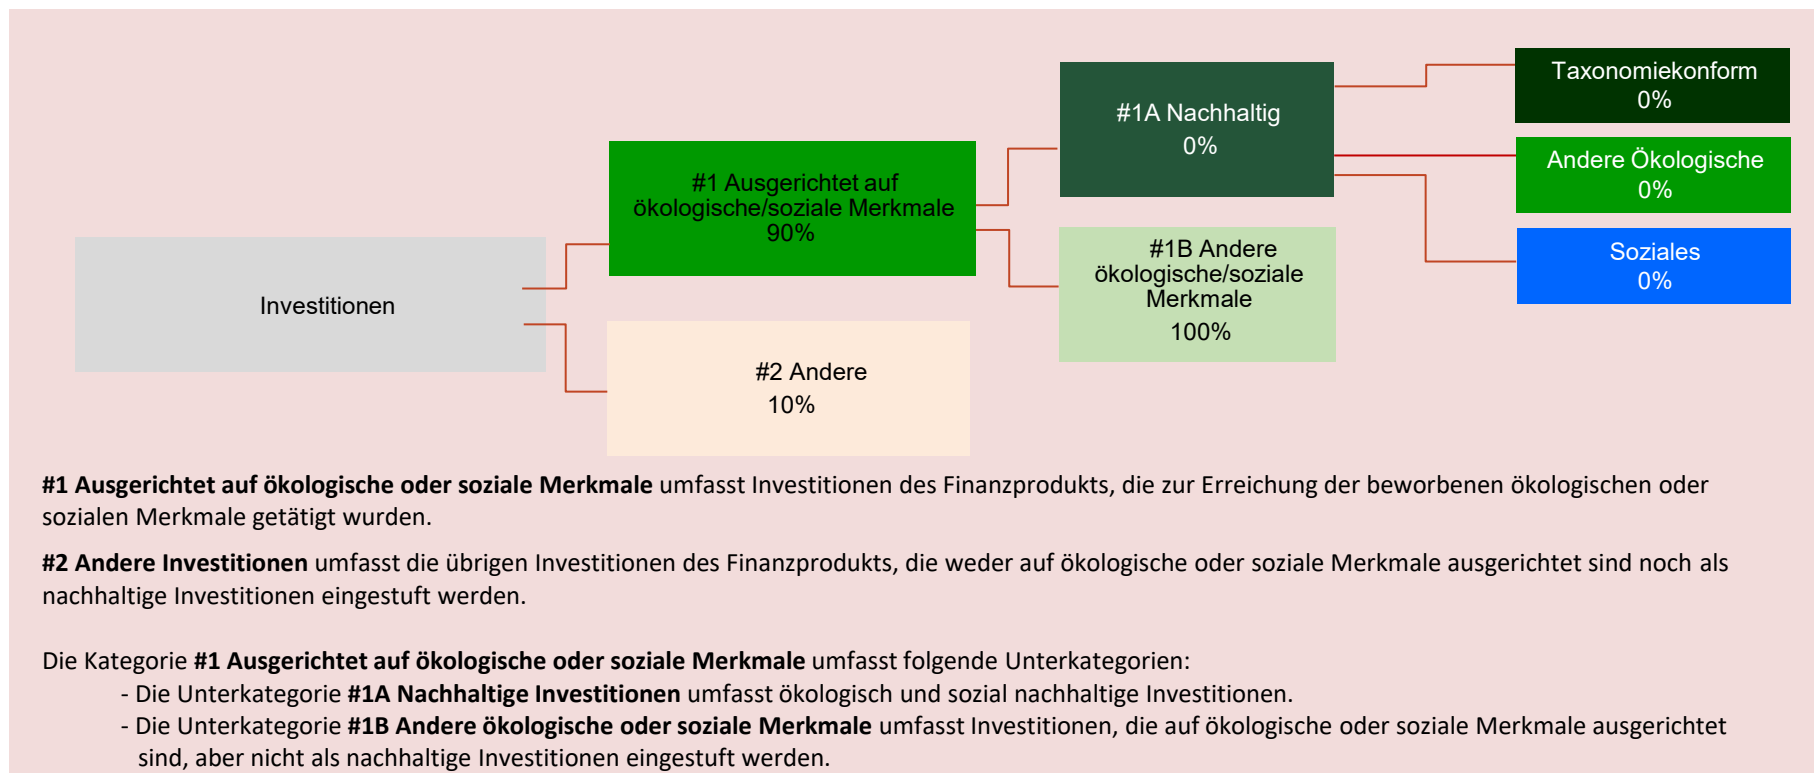 Investitionen
#1 Ausgerichtet auf
ökologische/soziale Merkmale
90%
#2 Andere
10%
#1A Nachhaltig
0%
#1B Andere
ökologische/soziale
Merkmale
100%
Taxonomiekonform
0%
Andere Ökologische
0%
Soziales
0%
#1 Ausgerichtet auf ökologische oder soziale Merkmale umfasst Investitionen des Finanzprodukts, die zur Erreichung der beworbenen ökologischen oder
sozialen Merkmale getätigt wurden.
#2 Andere Investitionen umfasst die übrigen Investitionen des Finanzprodukts, die weder auf ökologische oder soziale Merkmale ausgerichtet sind noch als
nachhaltige Investitionen eingestuft werden.
Die Kategorie #1 Ausgerichtet auf ökologische oder soziale Merkmale umfasst folgende Unterkategorien:
- Die Unterkategorie #1A Nachhaltige Investitionen umfasst ökologisch und sozial nachhaltige Investitionen.
- Die Unterkategorie #1B Andere ökologische oder soziale Merkmale umfasst Investitionen, die auf ökologische oder soziale Merkmale ausgerichtet
sind, aber nicht als nachhaltige Investitionen eingestuft werden.